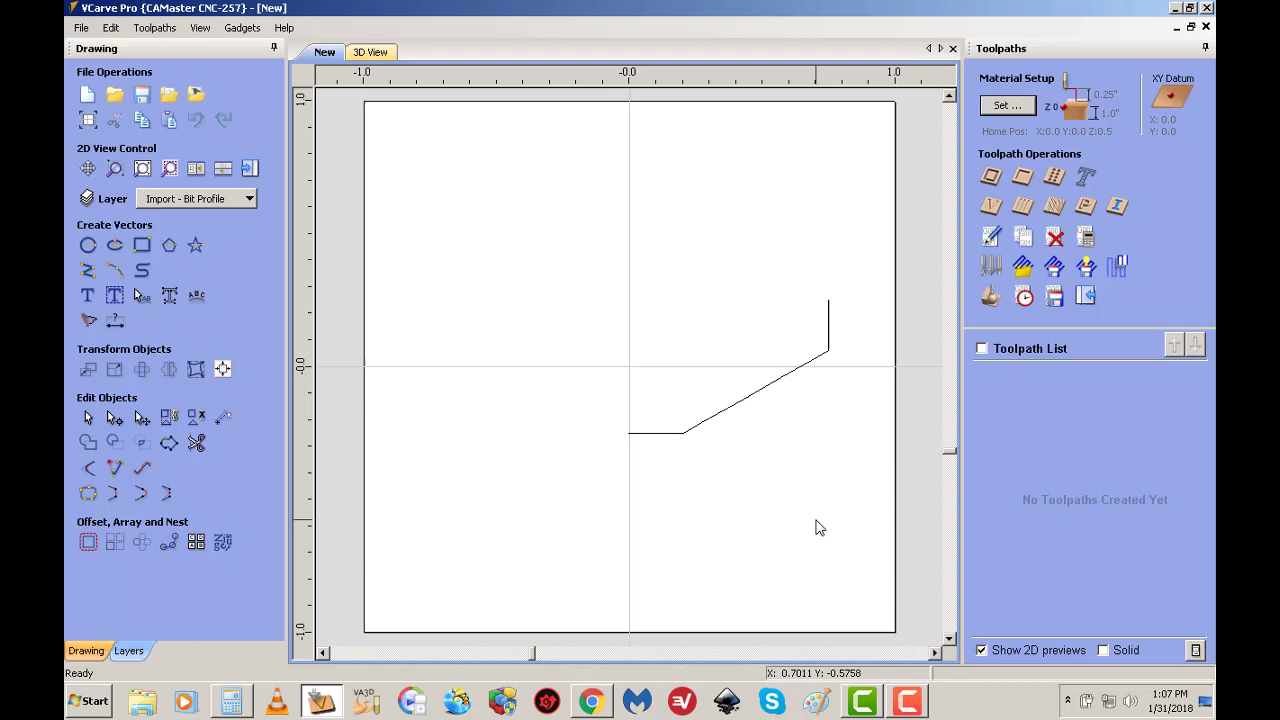 VCarve Pro {CAMaster CNC-257} - [New]
File Edit Toolpaths View Gadgets Help
Drawing
File Operations
2D View Control
Layer Import - Bit Profile
Create Vectors
Transform Objects
Edit Objects
Offset, Array and Nest
Drawing Layers
Ready
New 3D View
-1.0 -0.0 1.0
1.0
-0.0
-1.0
X: 0.7011 Y: -0.5758
Toolpaths
Material Setup
Set ...
Z 0
0.25"
1.0"
XY Datum
X: 0.0
Y: 0.0
Home Pos: X:0.0 Y:0.0 Z:0.5
Toolpath Operations
Toolpath List
No Toolpaths Created Yet
Show 2D previews Solid
Start
VA3D
1:07 PM
1/31/2018